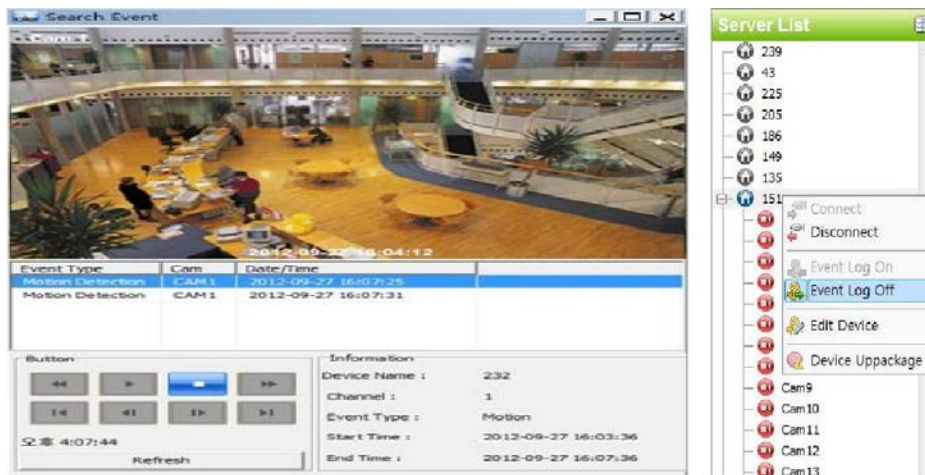 Search Event
Cam 1
2012-09-27 16:04:12
Event Type Cam Date/Time
Motion Detection CAM1 2012-09-27 16:07:25
Motion Detection CAM1 2012-09-27 16:07:31
Button
오후 4:07:44
Refresh
Information
Device Name : 232
Channel : 1
Event Type : Motion
Start Time : 2012-09-27 16:03:36
End Time : 2012-09-27 16:07:36
Server List
239
43
225
205
186
149
135
151
Connect
Disconnect
Event Log On
Event Log Off
Edit Device
Device Uppackage
Cam9
Cam10
Cam11
Cam12
Cam13